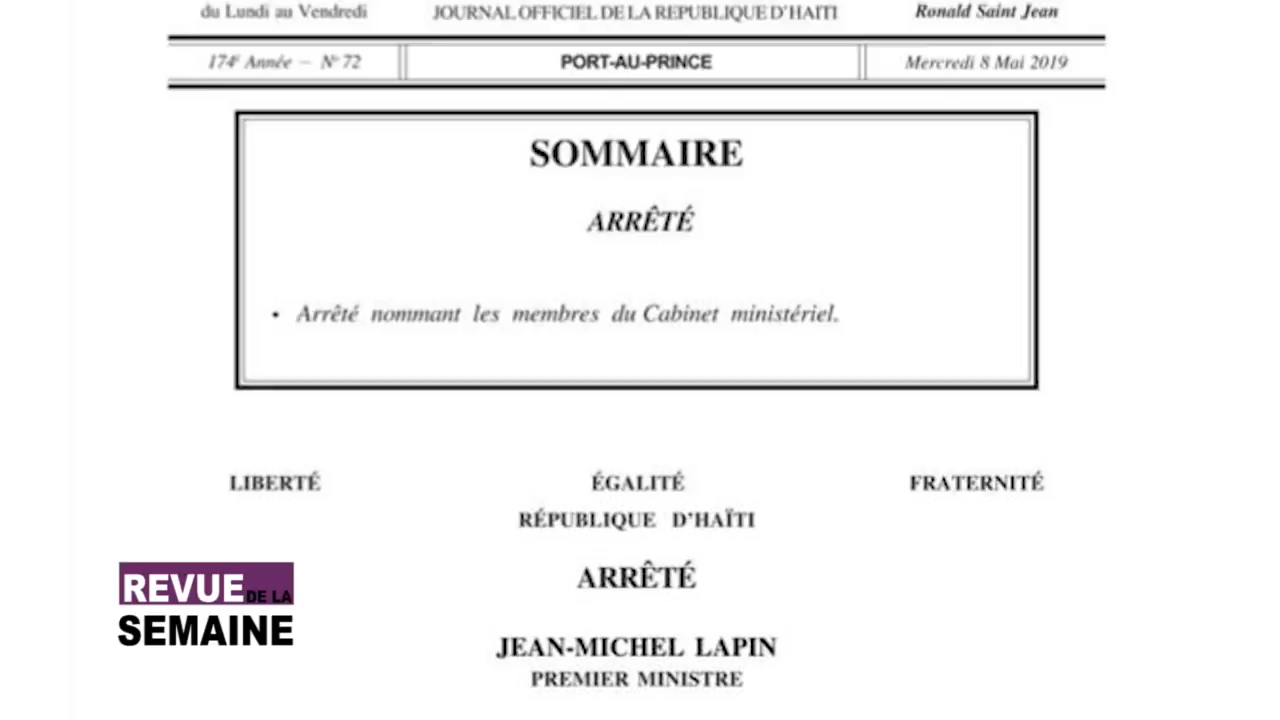 du Lundi au Vendredi
JOURNAL OFFICIEL DE LA REPUBLIQUE D'HAITI
Ronald Saint Jean
174e Année — No 72
PORT-AU-PRINCE
Mercredi 8 Mai 2019
SOMMAIRE
ARRÊTÉ
• Arrêté nommant les membres du Cabinet ministériel.
LIBERTÉ ÉGALITÉ FRATERNITÉ
RÉPUBLIQUE D'HAÏTI
ARRÊTÉ
JEAN-MICHEL LAPIN
PREMIER MINISTRE
REVUE DE LA
SEMAINE